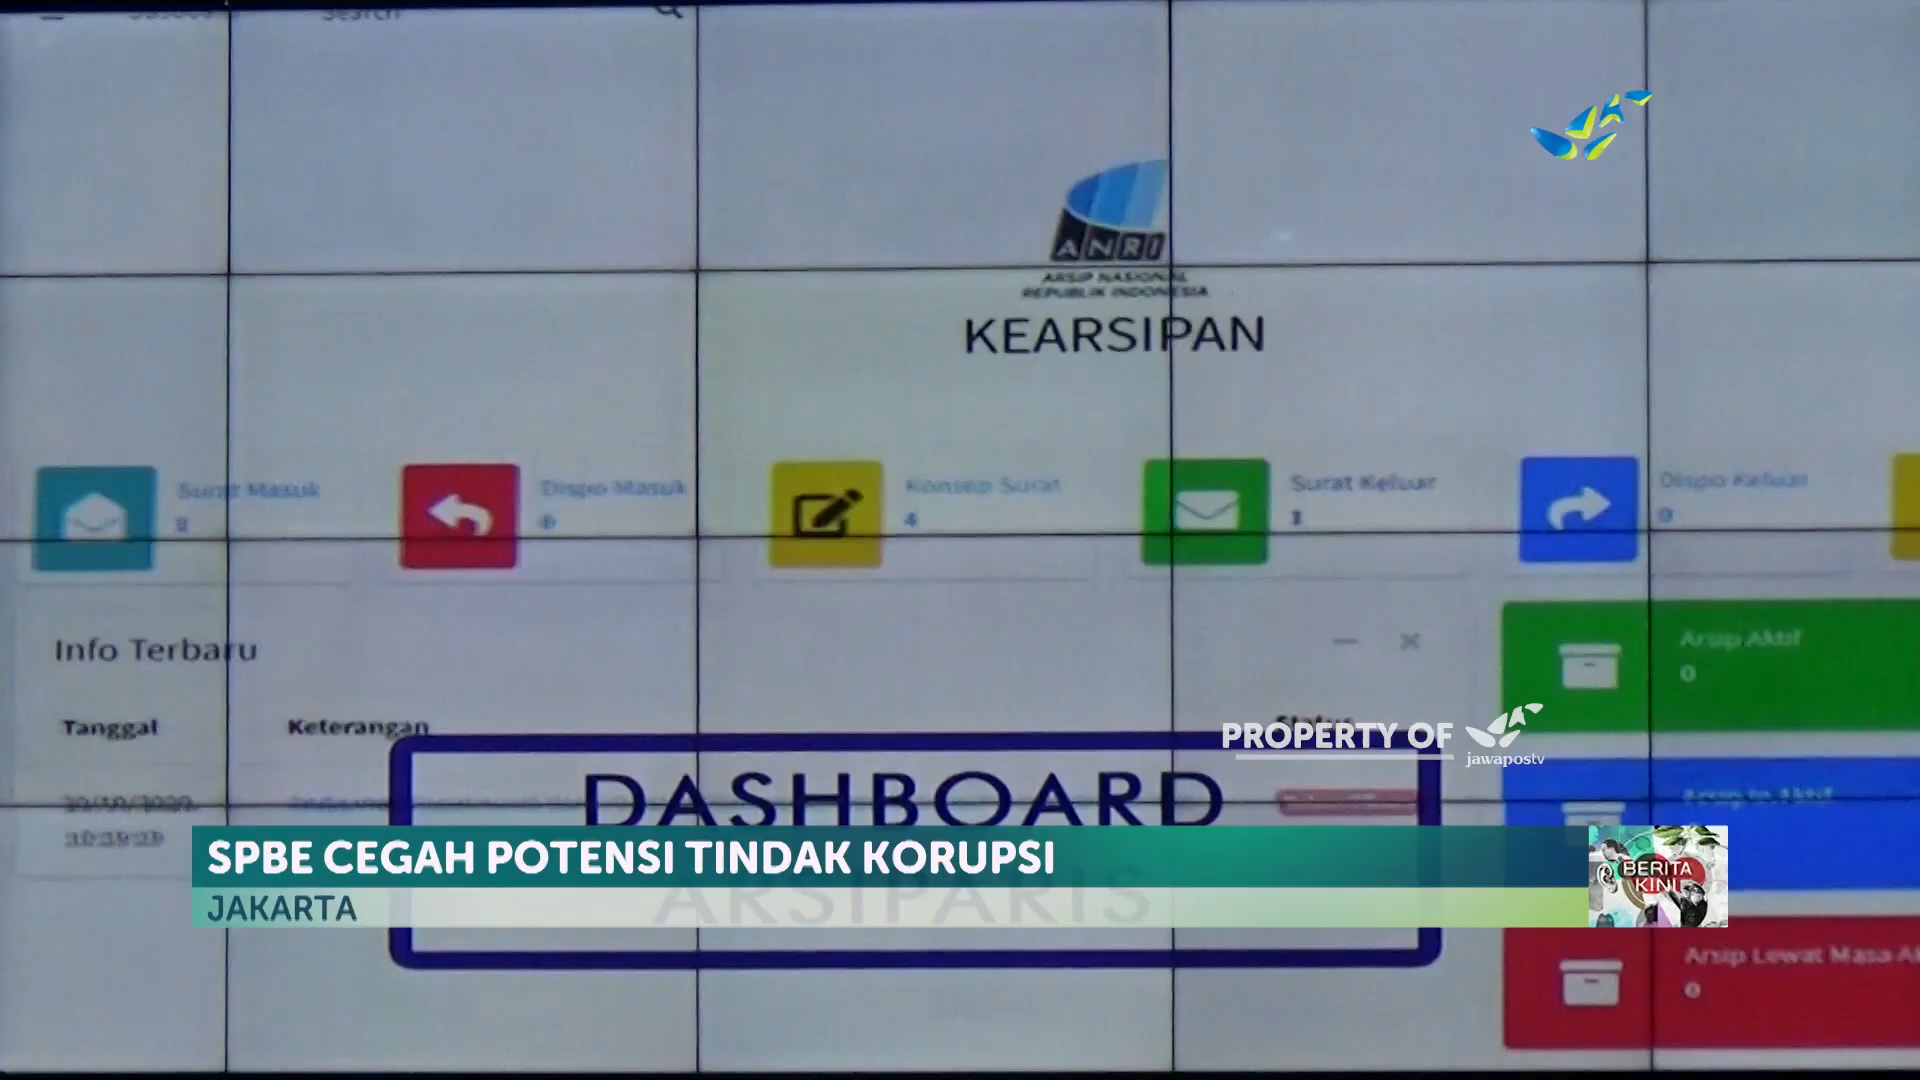 Search
ANRI
ARSIP NASIONAL
REPUBLIK INDONESIA
KEARSIPAN
Surat Masuk
Dispo Masuk
Konsep Surat
Surat Keluar
Dispo Keluar
4
0
Info Terbaru
Arsip Aktif
0
Tanggal
Keterangan
Status
PROPERTY OF
jawapostv
DASHBOARD
ARSIPARIS
SPBE CEGAH POTENSI TINDAK KORUPSI
JAKARTA
BERITA
KINI
Arsip Lewat Masa
0